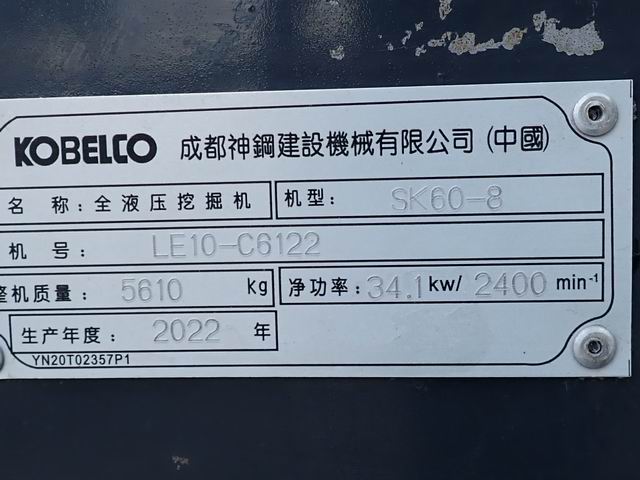 KOBELCO 成都神鋼建設機械有限公司(中國)
名 称:全液压挖掘机 机型: SK60-8
机 号: LE10-C6122
整机质量: 5610 Kg 净功率:34.1kw/ 2400 min-1
生产年度: 2022 年
YN20T02357P1